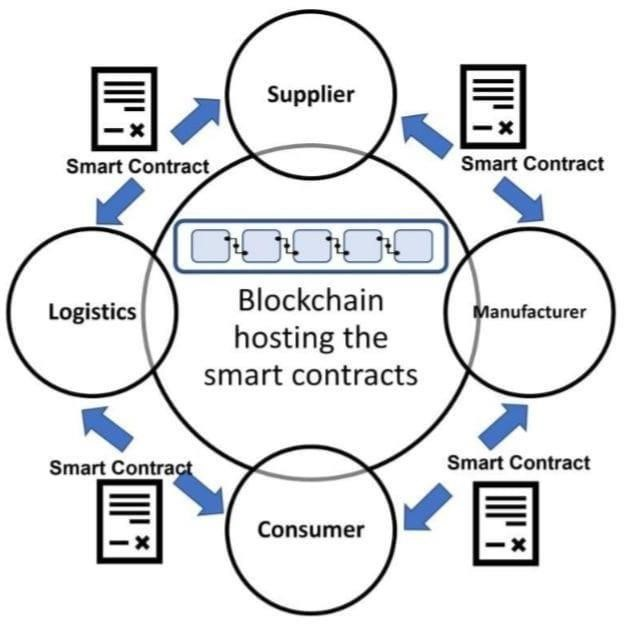 Supplier
Smart Contract
Smart Contract
Logistics
Blockchain
hosting the
smart contracts
Manufacturer
Smart Contract
Smart Contract
Consumer